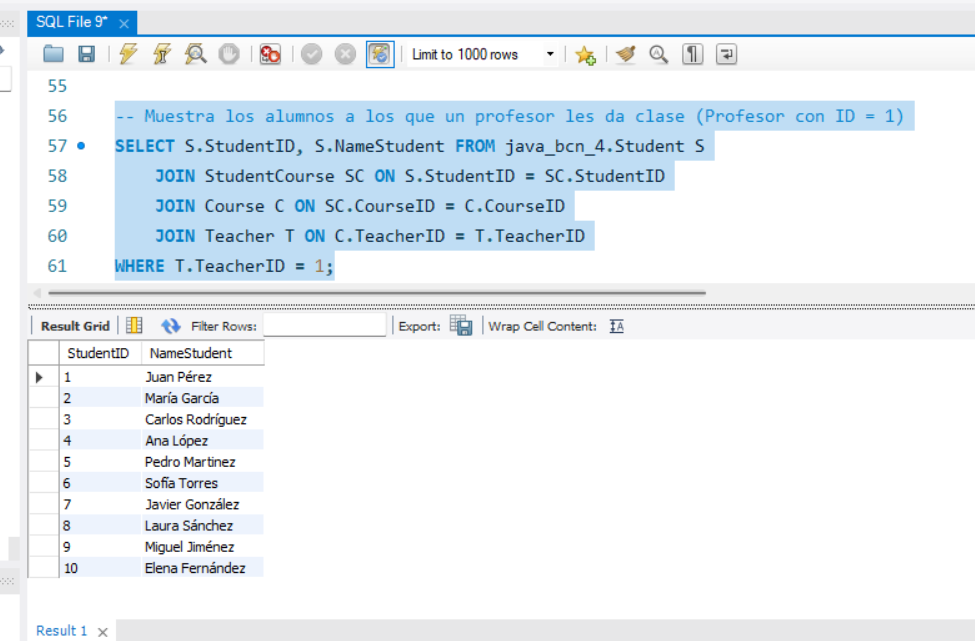 SQL File 9* ×
Limit to 1000 rows
55
56 -- Muestra los alumnos a los que un profesor les da clase (Profesor con ID = 1)
57 SELECT S.StudentID, S.NameStudent FROM java_bcn_4.Student S
58 JOIN StudentCourse SC ON S.StudentID = SC.StudentID
59 JOIN Course C ON SC.CourseID = C.CourseID
60 JOIN Teacher T ON C.TeacherID = T.TeacherID
61 WHERE T.TeacherID = 1;
Result Grid Filter Rows: Export: Wrap Cell Content: IA
StudentID NameStudent
1 Juan Pérez
2 María García
3 Carlos Rodríguez
4 Ana López
5 Pedro Martinez
6 Sofía Torres
7 Javier González
8 Laura Sánchez
9 Miguel Jiménez
10 Elena Fernández
Result 1 ×